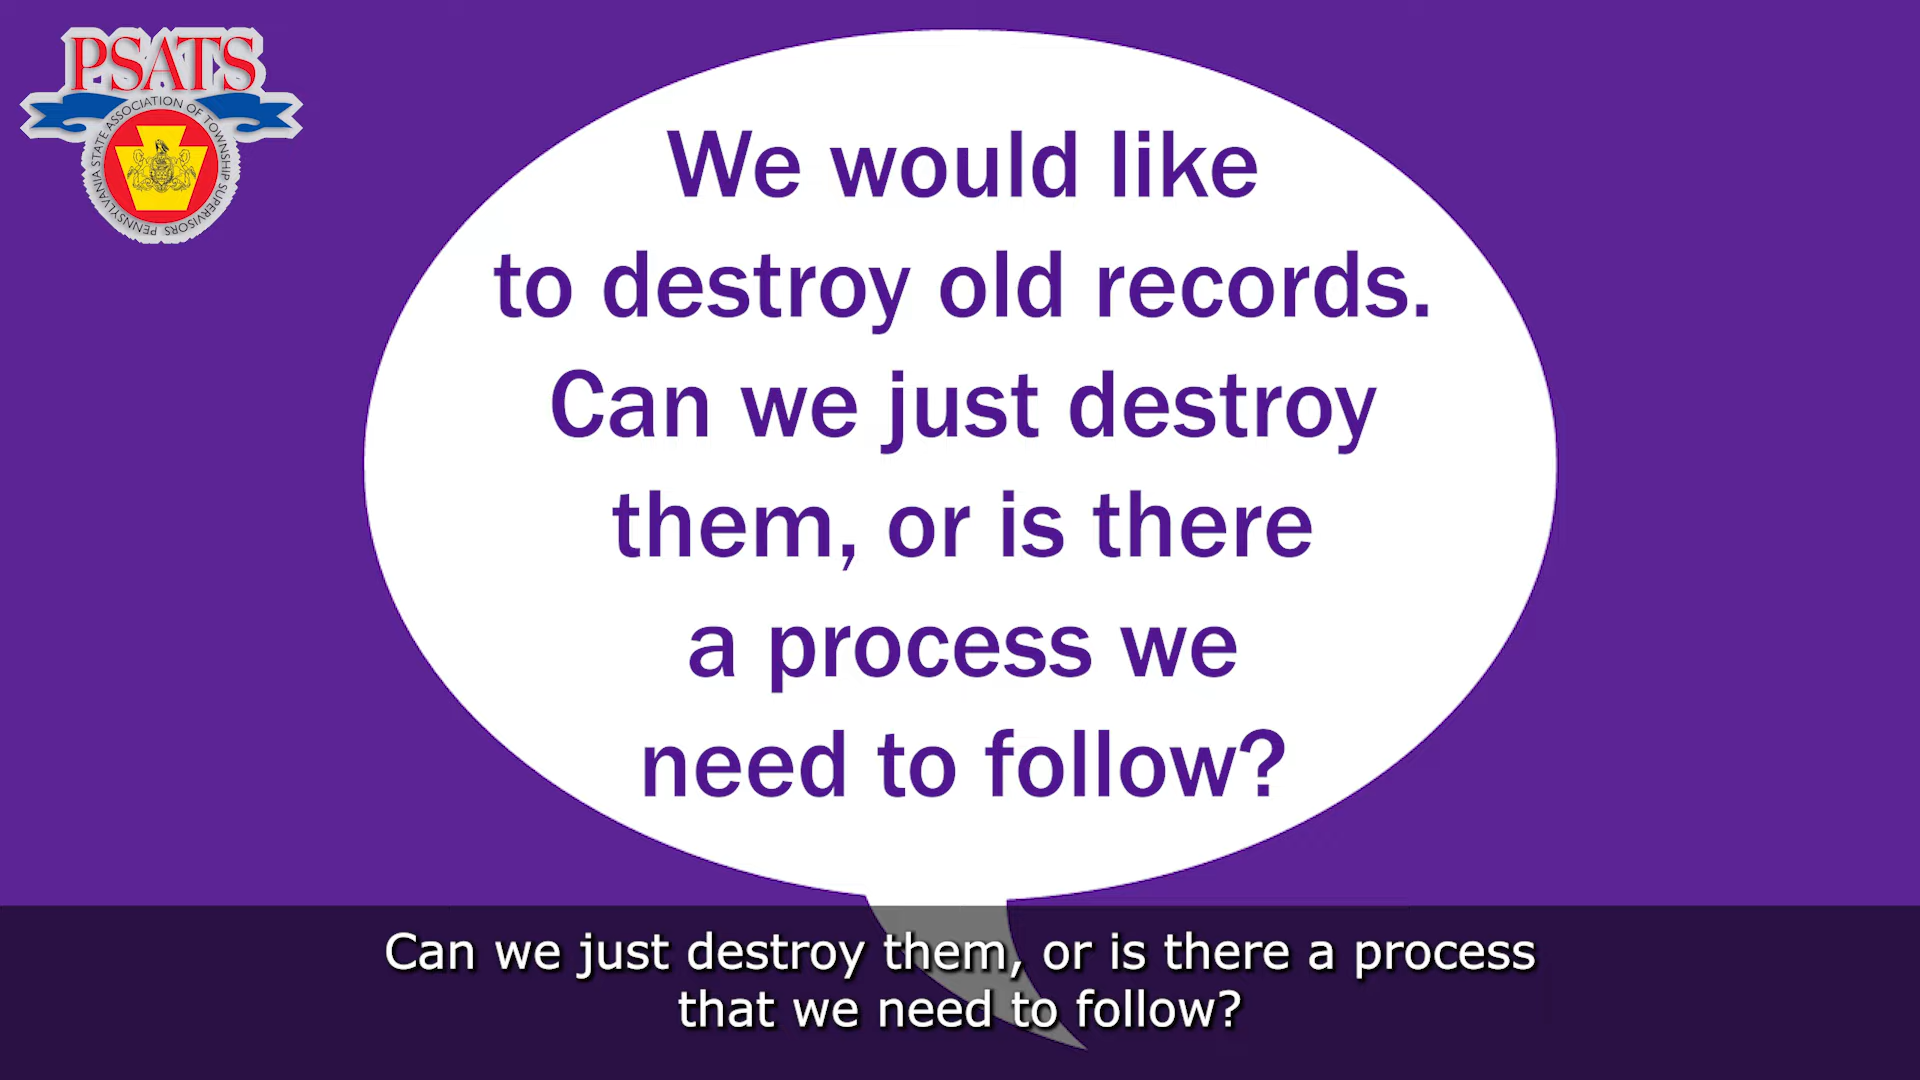 PSATS
PENNSYLVANIA STATE ASSOCIATION OF TOWNSHIP SUPERVISORS
We would like
to destroy old records.
Can we just destroy
them, or is there
a process we
need to follow?
Can we just destroy them, or is there a process
that we need to follow?